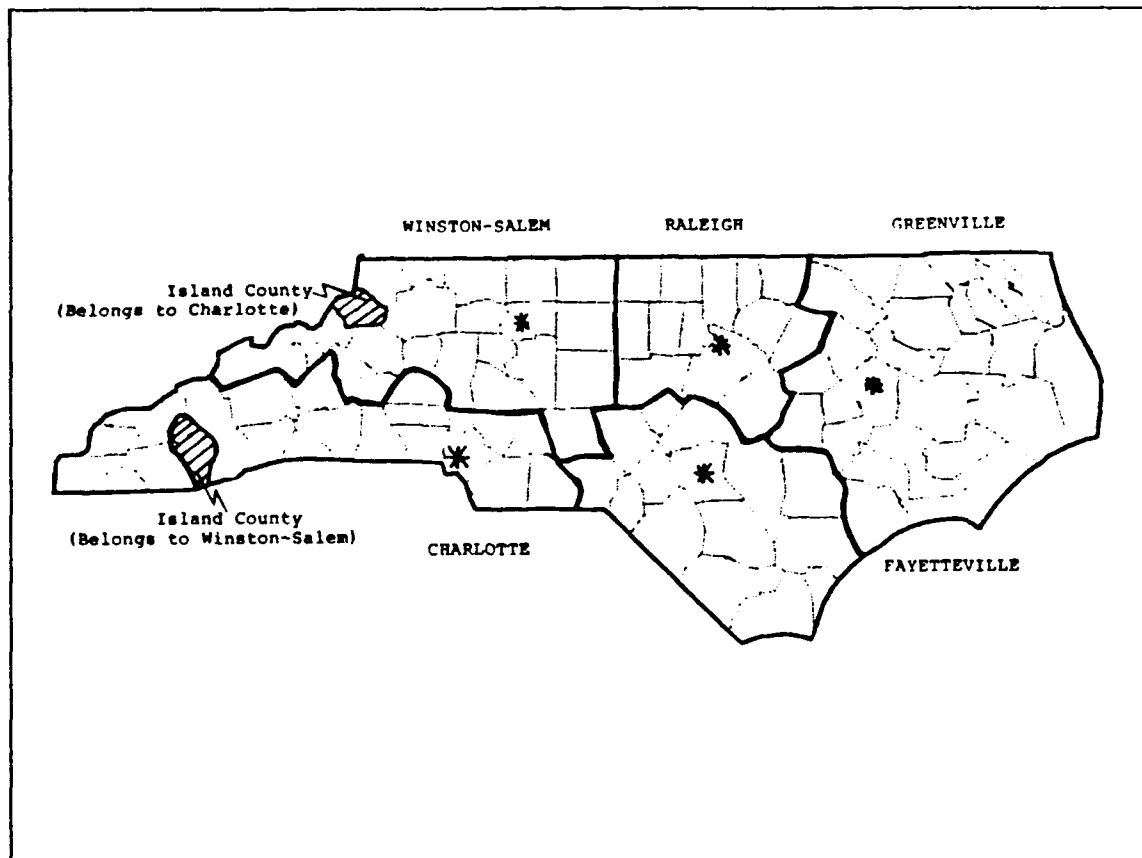 WINSTON-SALEM RALEIGH GREENVILLE
Island County
(Belongs to Charlotte)
Island County
(Belongs to Winston-Salem)
CHARLOTTE
FAYETTEVILLE